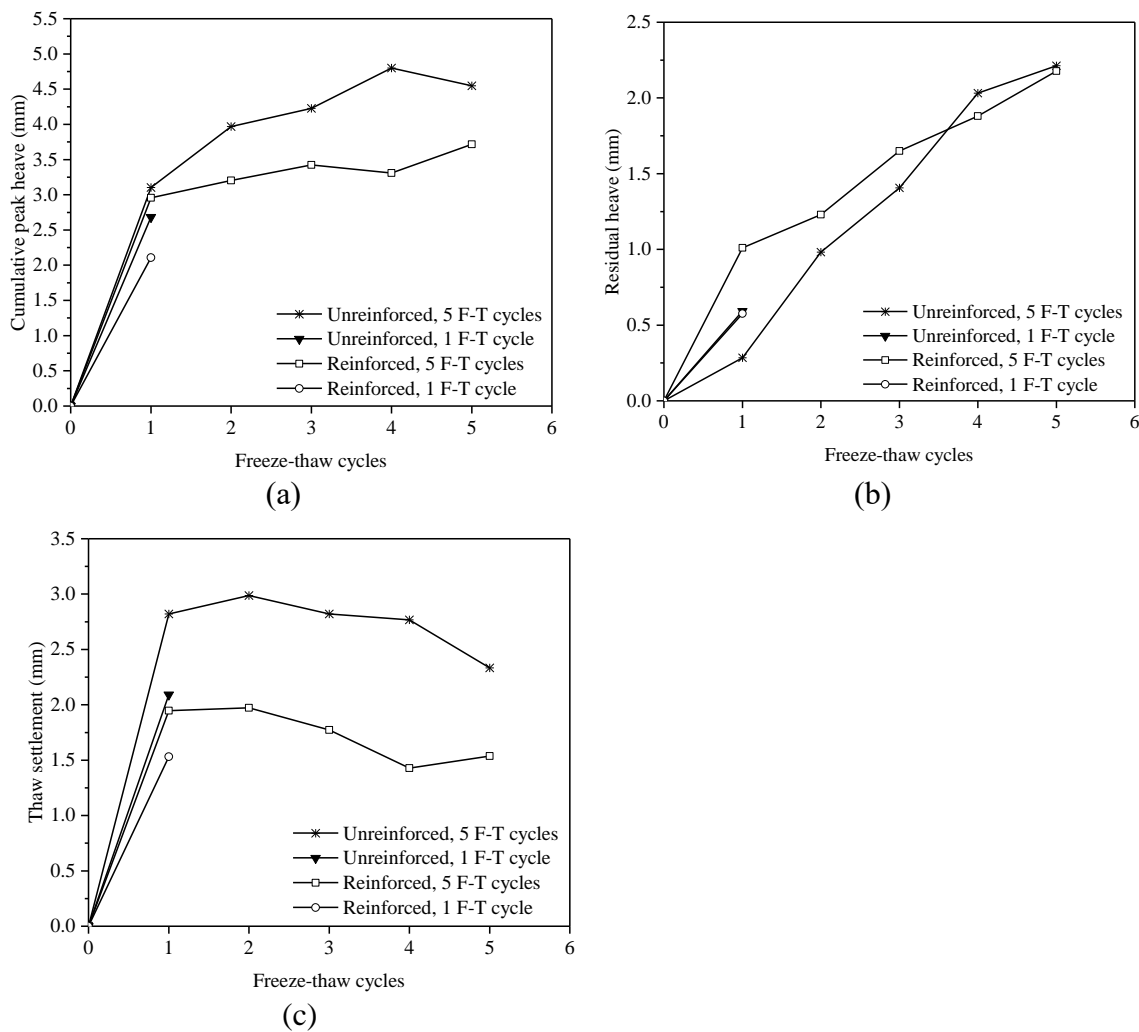 Cumulative peak heave (mm)
5.5
5.0
4.5
4.0
3.5
3.0
2.5
2.0
1.5
1.0
0.5
0.0
0 1 2 3 4 5 6
Freeze-thaw cycles
Unreinforced, 5 F-T cycles
Unreinforced, 1 F-T cycle
Reinforced, 5 F-T cycles
Reinforced, 1 F-T cycle
(a)
Residual heave (mm)
2.5
2.0
1.5
1.0
0.5
0.0
0 1 2 3 4 5 6
Freeze-thaw cycles
Unreinforced, 5 F-T cycles
Unreinforced, 1 F-T cycle
Reinforced, 5 F-T cycles
Reinforced, 1 F-T cycle
(b)
Thaw settlement (mm)
3.5
3.0
2.5
2.0
1.5
1.0
0.5
0.0
0 1 2 3 4 5 6
Freeze-thaw cycles
Unreinforced, 5 F-T cycles
Unreinforced, 1 F-T cycle
Reinforced, 5 F-T cycles
Reinforced, 1 F-T cycle
(c)